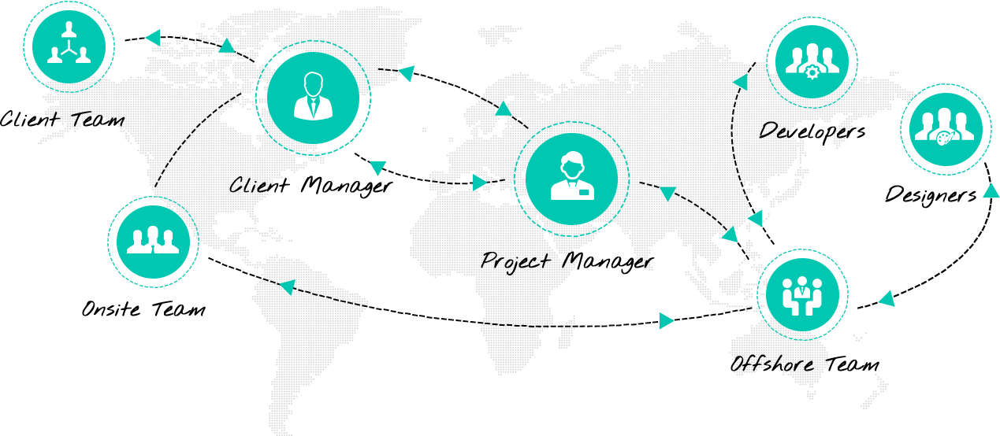 Client Team
Developers
Client Manager
Designers
Project Manager
Onsite Team
Offshore Team